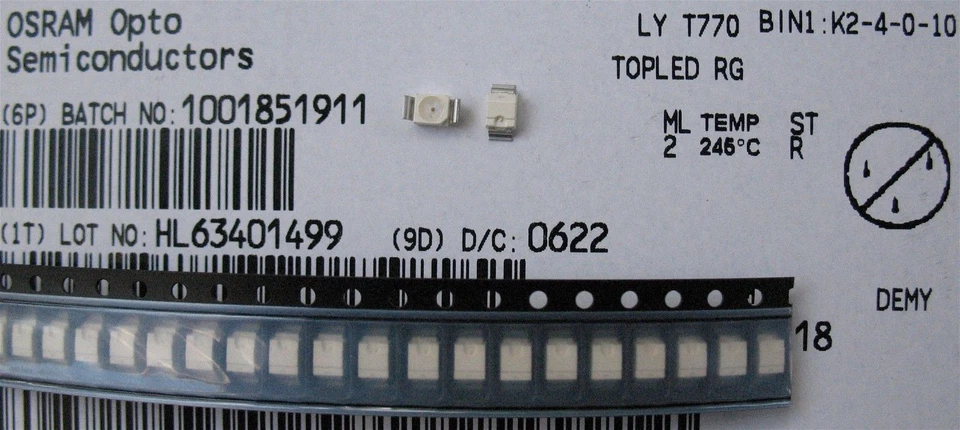 OSRAM Opto
Semiconductors
LY T770 BIN1:K2-4-0-10
TOPLED RG
(6P) BATCH NO:1001851911
ML TEMP ST
2 245°C R
(1T) LOT NO:HL63401499 (9D) D/C: 0622
DEMY
18